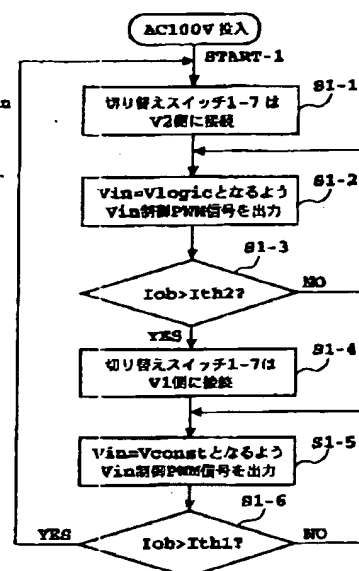 AC100V 投入
START-1
n
切り替えスイッチ1-7 は
V2側に接続
S1-1
Vin=Vlogicとなるよう
Vin制御PWM信号を出力
S1-2
S1-3
Iob>Ith2?
NO
YES
切り替えスイッチ1-7は
V1側に接続
S1-4
Vin=Vconstとなるよう
Vin制御PWM信号を出力
S1-5
S1-6
YES
Iob>Ith1?
NO